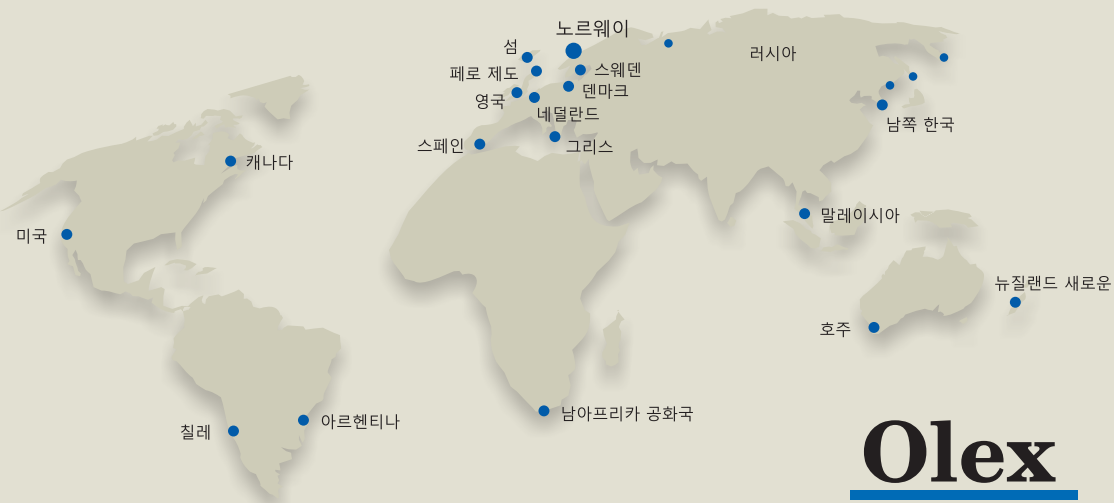 노르웨이
섬
페로 제도
스웨덴
덴마크
영국
네덜란드
스페인
그리스
러시아
남쪽 한국
캐나다
미국
말레이시아
뉴질랜드 새로운
호주
남아프리카 공화국
아르헨티나
칠레
Olex